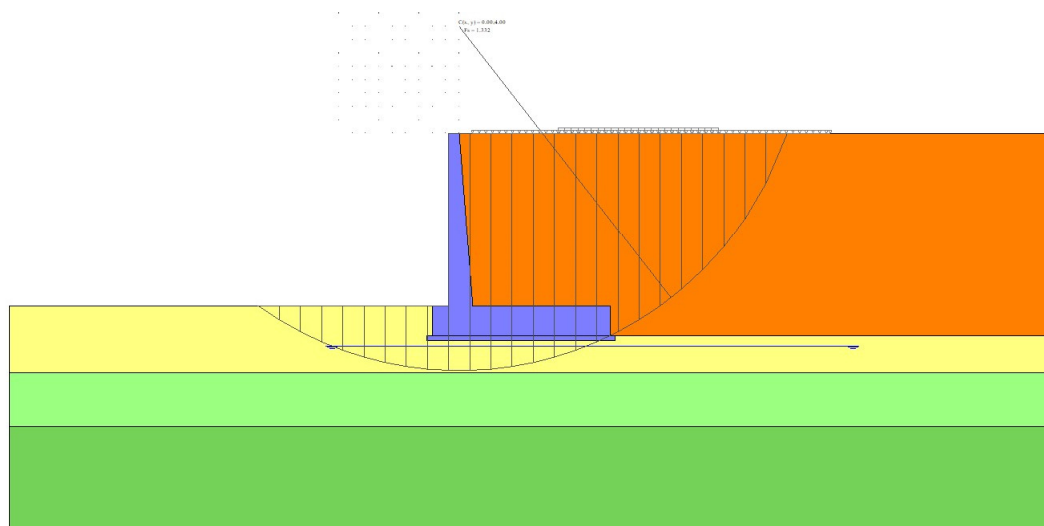 C(x, y) = 0.00;4.00
Fs = 1.332